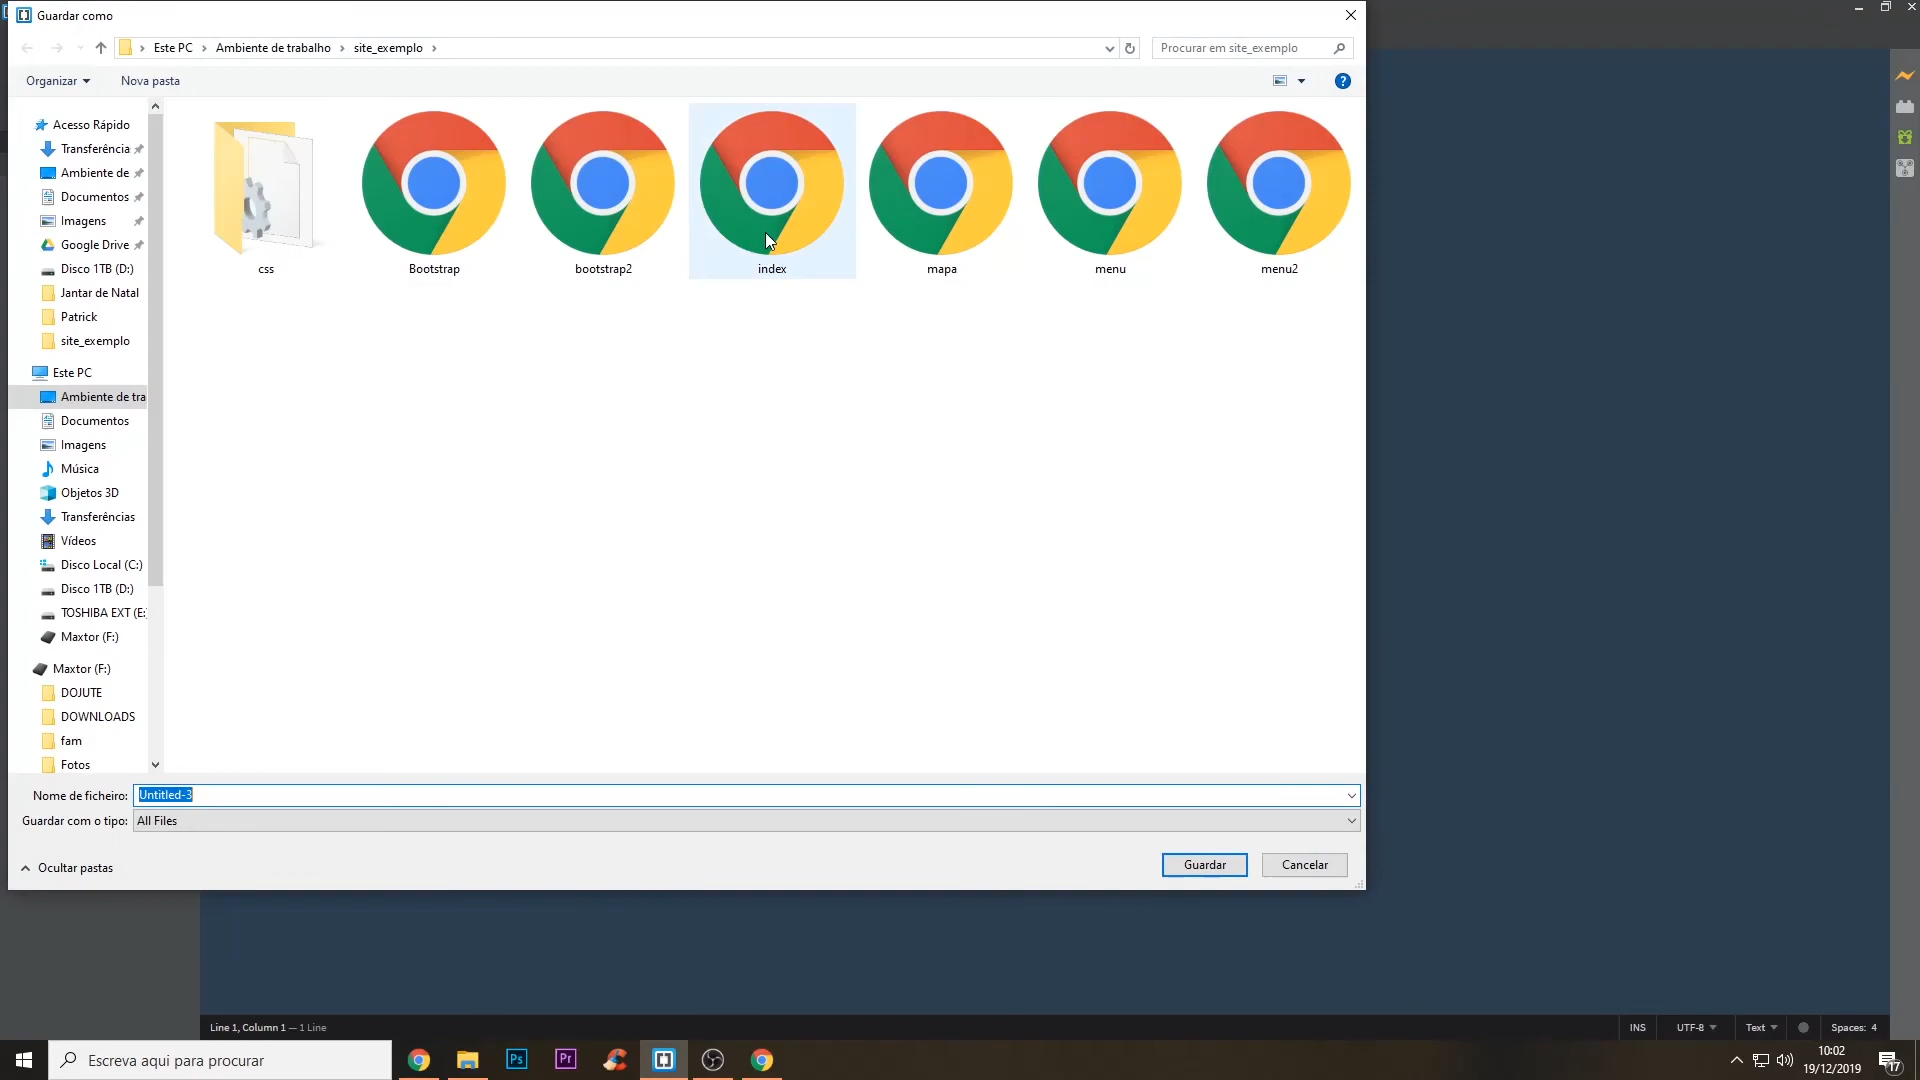 Guardar como
Este PC
Ambiente de trabalho
site_exemplo
Procurar em site_exemplo
Organizar
Nova pasta
Acesso Rápido
Transferência
Ambiente de
Documentos
Imagens
Google Drive
Disco 1TB (D:)
Jantar de Natal
Patrick
site_exemplo
Este PC
Ambiente de tra
Documentos
Imagens
Música
Objetos 3D
Transferências
Vídeos
Disco Local (C:)
Disco 1TB (D:)
TOSHIBA EXT (E:
Maxtor (F:)
Maxtor (F:)
DOJUTE
DOWNLOADS
fam
Fotos
css
Bootstrap
bootstrap2
index
mapa
menu
menu2
Nome de ficheiro: Untitled-3
Guardar com o tipo: All Files
Ocultar pastas
Guardar
Cancelar
Line 1, Column 1 — 1 Line
INS
UTF-8
Text
Spaces: 4
Escreva aqui para procurar
Ps
Pr
10:02
19/12/2019
17